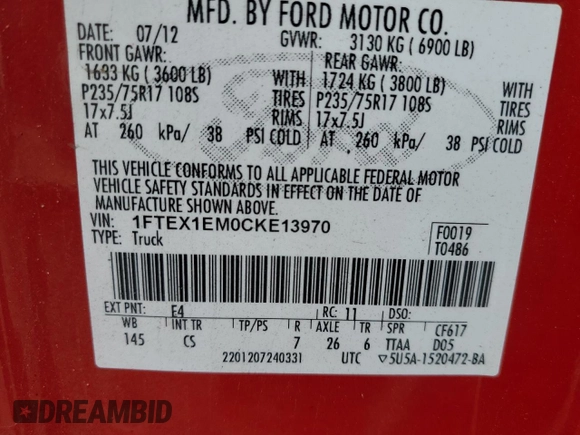 MFD. BY FORD MOTOR CO.
DATE: 07/12 GVWR: 3130 KG ( 6900 LB)
FRONT GAWR: REAR GAWR:
1633 KG ( 3600 LB) WITH 1724 KG ( 3800 LB) WITH
P235/75R17 108S TIRES P235/75R17 108S TIRES
17x7.5J RIMS 17x7.5J RIMS
AT 260 kPa/ 38 PSI COLD AT 260 kPa/ 38 PSI COLD
Ford
THIS VEHICLE CONFORMS TO ALL APPLICABLE FEDERAL MOTOR
VEHICLE SAFETY STANDARDS IN EFFECT ON THE DATE OF
MANUFACTURE SHOWN ABOVE.
VIN: 1FTEX1EM0CKE13970 F0019
TYPE: Truck T0486
EXT PNT: E4 RC: 11 DSO:
WB INT TR TP/PS R AXLE TR SPR CF617
145 CS 7 26 6 TTAA D05
2201207240331 UTC ▽5U5A-1520472-BA
DREAMBID